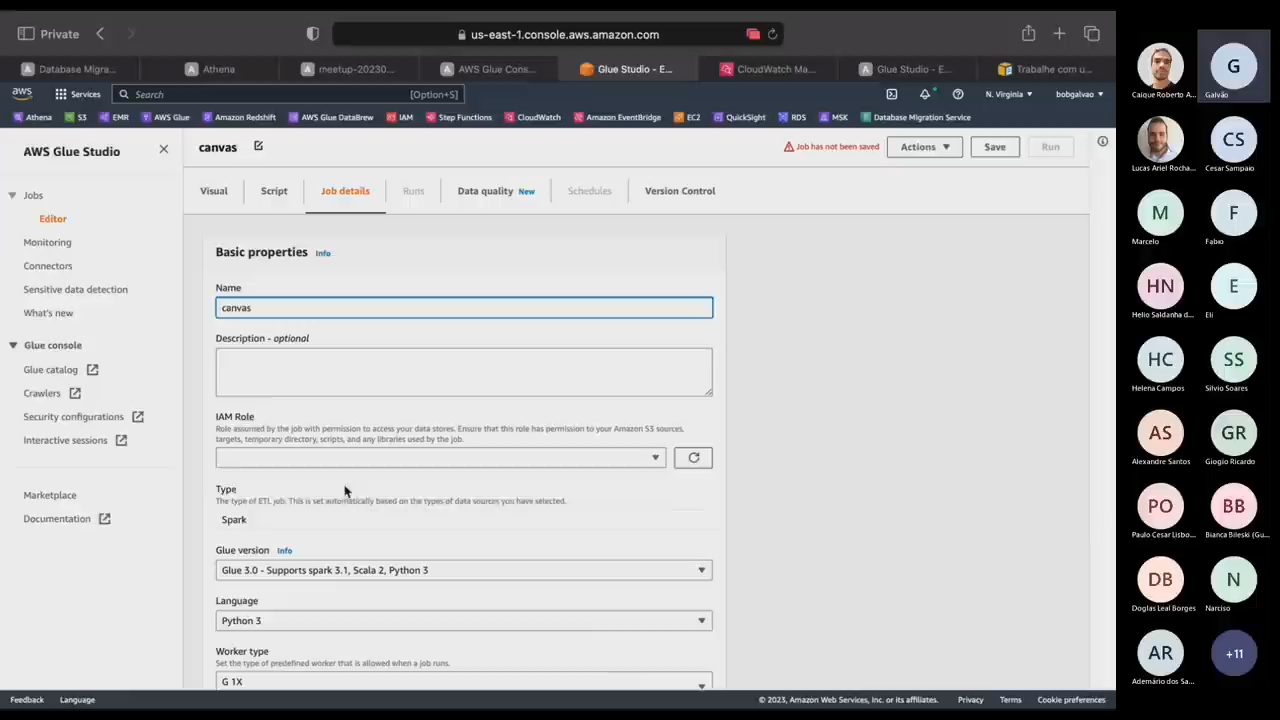 Private
us-east-1.console.aws.amazon.com
Database Migra...
Athena
meetup-20230...
AWS Glue Cons...
Glue Studio - E...
CloudWatch Ma...
Glue Studio - E...
Trabalhe com u...
aws
Services
Search
[Option+S]
N. Virginia
bobgalvao
Athena
S3
EMR
AWS Glue
Amazon Redshift
AWS Glue DataBrew
IAM
Step Functions
CloudWatch
Amazon EventBridge
EC2
QuickSight
RDS
MSK
Database Migration Service
AWS Glue Studio
Jobs
Editor
Monitoring
Connectors
Sensitive data detection
What's new
Glue console
Glue catalog
Crawlers
Security configurations
Interactive sessions
Marketplace
Documentation
canvas
Job has not been saved
Actions
Save
Run
Visual
Script
Job details
Runs
Data quality New
Schedules
Version Control
Basic properties Info
Name
canvas
Description - optional
IAM Role
Role assumed by the job with permission to access your data stores. Ensure that this role has permission to your Amazon S3 sources,
targets, temporary directory, scripts, and any libraries used by the job.
Type
The type of ETL job. This is set automatically based on the types of data sources you have selected.
Spark
Glue version Info
Glue 3.0 - Supports spark 3.1, Scala 2, Python 3
Language
Python 3
Worker type
Set the type of predefined worker that is allowed when a job runs.
G 1X
Feedback
Language
© 2023, Amazon Web Services, Inc. or its affiliates.
Privacy
Terms
Cookie preferences
G
Caique Roberto A...
Galvão
CS
Lucas Ariel Rocha...
Cesar Sampaio
M
F
Marcelo
Fabio
HN
E
Helio Saldanha d...
Eli
HC
SS
Helena Campos
Silvio Soares
AS
GR
Alexandre Santos
Giogio Ricardo
PO
BB
Paulo Cesar Lisbo...
Bianca Bileski (Gu...
DB
N
Doglas Leal Borges
Narciso
AR
+11
Ademário dos Sa...